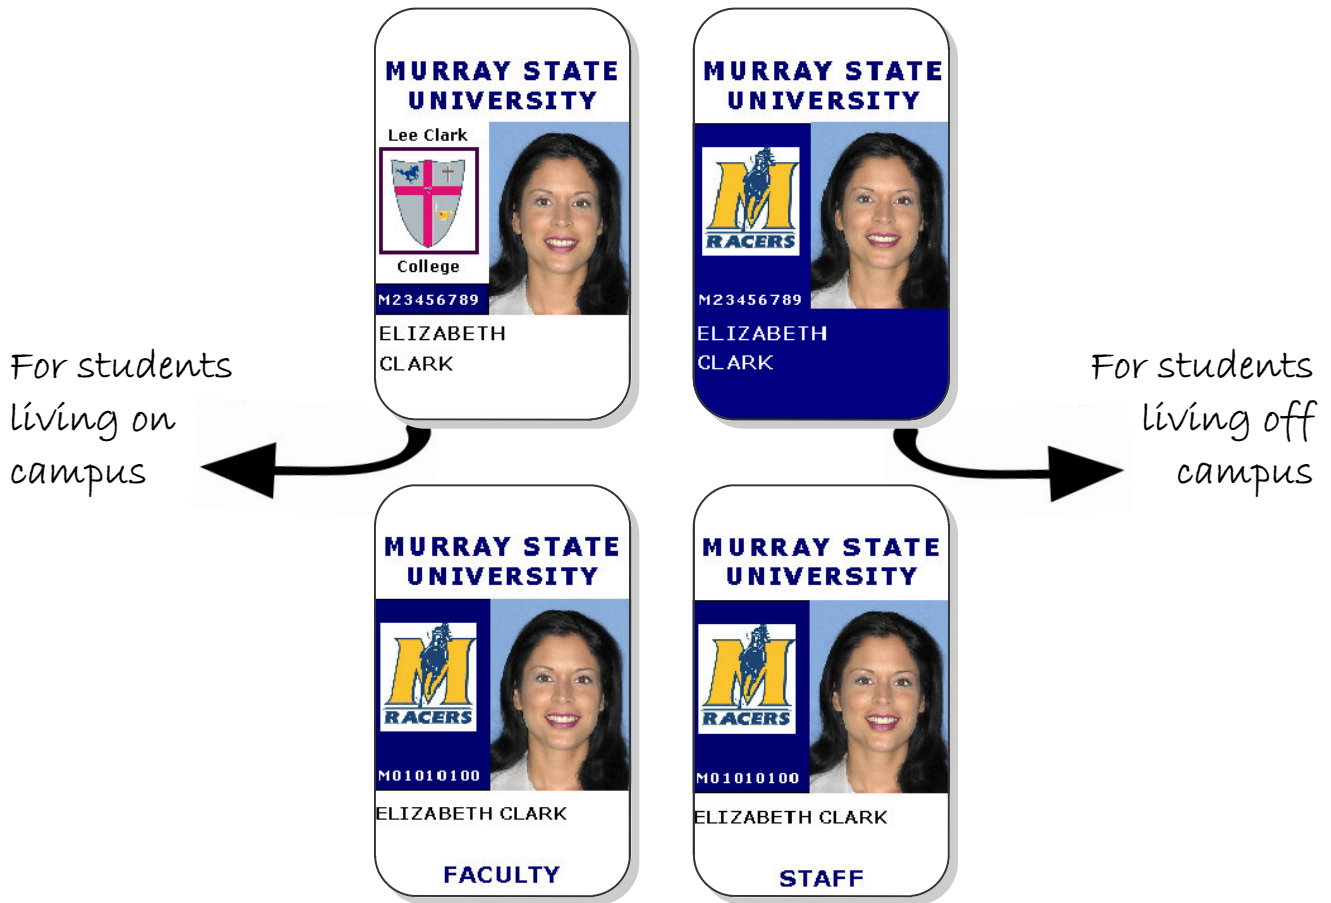 MURRAY STATE
UNIVERSITY
Lee Clark
College
M23456789
ELIZABETH
CLARK
MURRAY STATE
UNIVERSITY
M
RACERS
M23456789
ELIZABETH
CLARK
For students
living on
campus
For students
living off
campus
MURRAY STATE
UNIVERSITY
M
RACERS
M01010100
ELIZABETH CLARK
FACULTY
MURRAY STATE
UNIVERSITY
M
RACERS
M01010100
ELIZABETH CLARK
STAFF